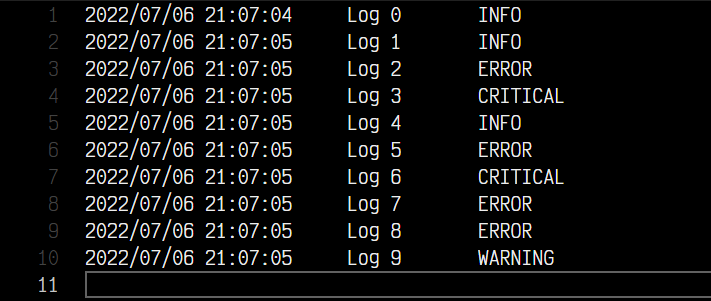 1 2022/07/06 21:07:04 Log 0 INFO
2 2022/07/06 21:07:05 Log 1 INFO
3 2022/07/06 21:07:05 Log 2 ERROR
4 2022/07/06 21:07:05 Log 3 CRITICAL
5 2022/07/06 21:07:05 Log 4 INFO
6 2022/07/06 21:07:05 Log 5 ERROR
7 2022/07/06 21:07:05 Log 6 CRITICAL
8 2022/07/06 21:07:05 Log 7 ERROR
9 2022/07/06 21:07:05 Log 8 ERROR
10 2022/07/06 21:07:05 Log 9 WARNING
11